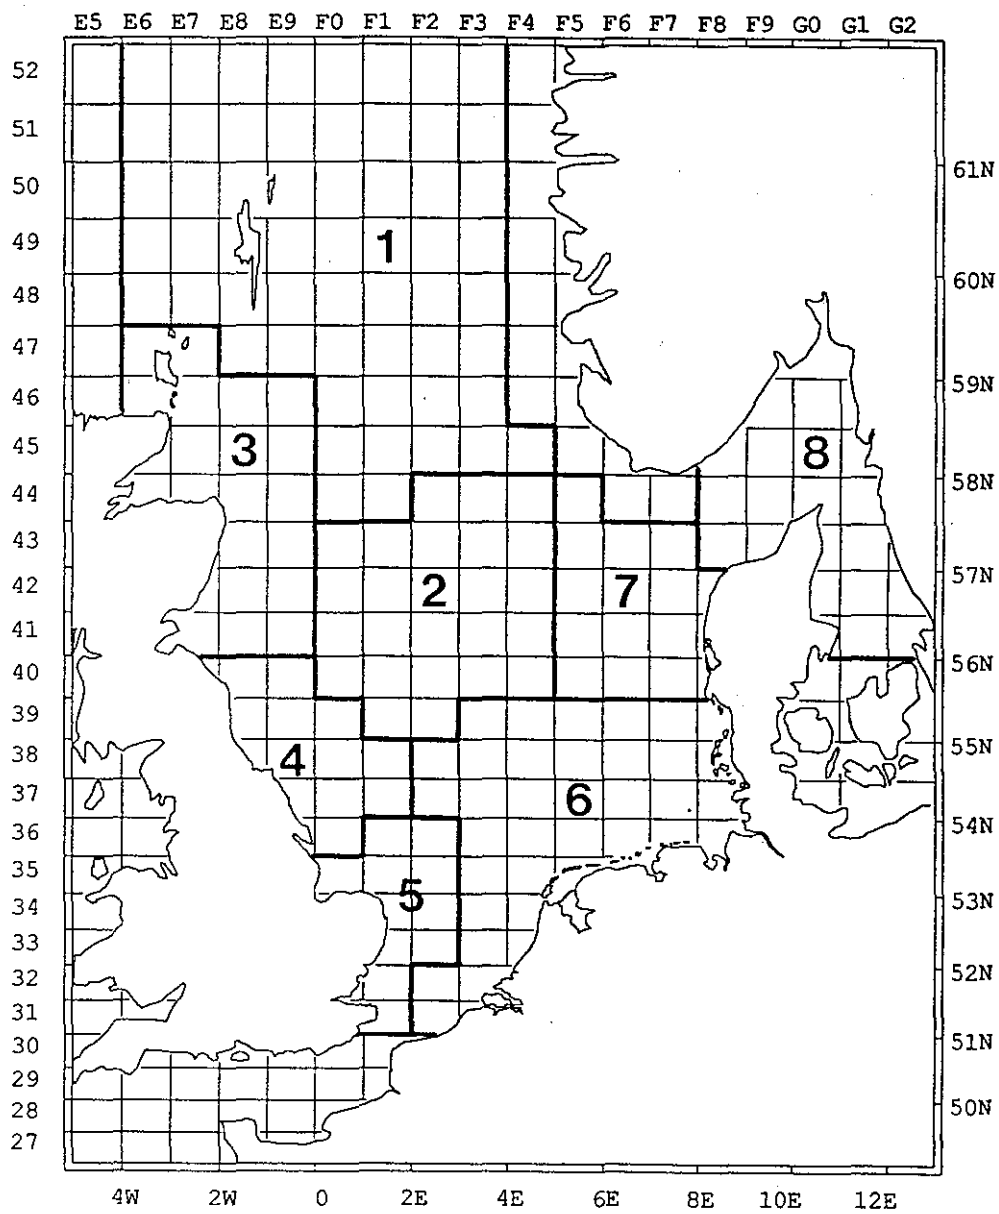 E5 E6 E7 E8 E9 F0 F1 F2 F3 F4 F5 F6 F7 F8 F9 G0 G1 G2
52
51
50 61N
49 1
48 60N
47
46 59N
45 3 8
44 58N
43
42 2 7 57N
41
40 56N
39
38 4 55N
37 6
36 54N
35
34 5 53N
33
32 52N
31
30 51N
29
28 50N
27
4W 2W 0 2E 4E 6E 8E 10E 12E